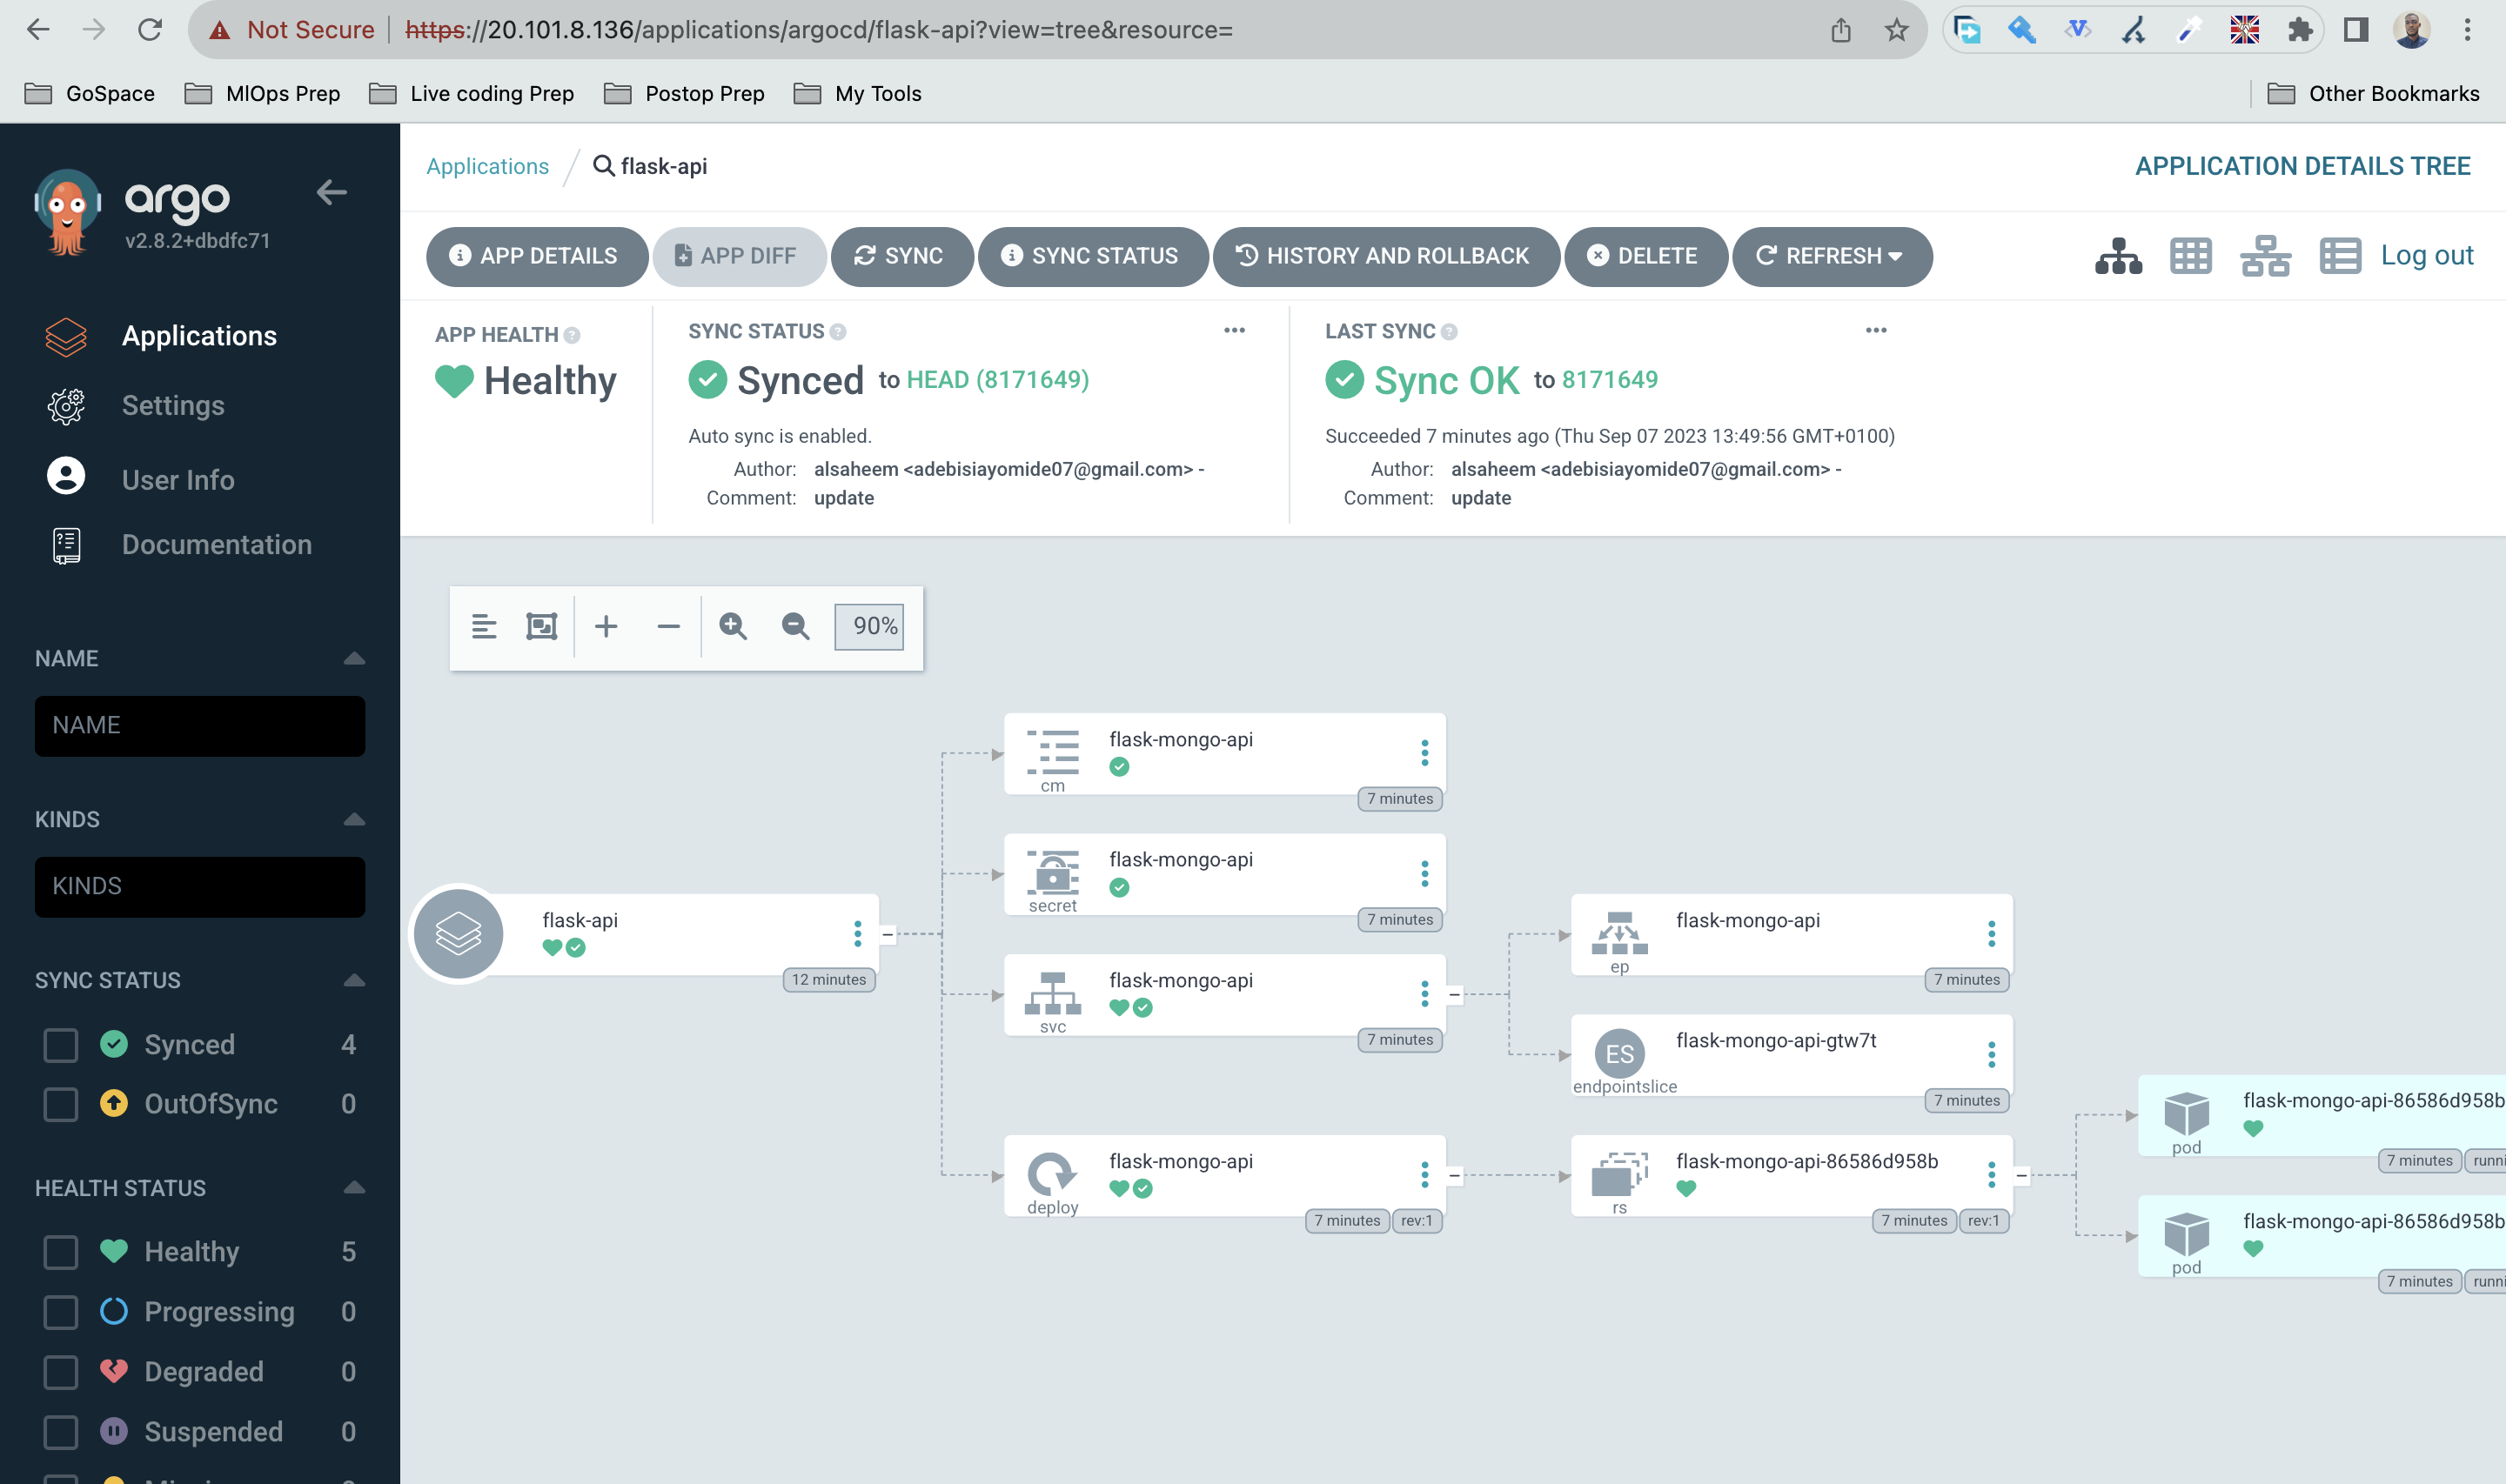 Not Secure https://20.101.8.136/applications/argocd/flask-api?view=tree&resource=
GoSpace MlOps Prep Live coding Prep Postop Prep My Tools Other Bookmarks
argo
v2.8.2+dbdfc71
Applications
Settings
User Info
Documentation
NAME
NAME
KINDS
KINDS
SYNC STATUS
Synced 4
OutOfSync 0
HEALTH STATUS
Healthy 5
Progressing 0
Degraded 0
Suspended 0
Applications / flask-api APPLICATION DETAILS TREE
APP DETAILS APP DIFF SYNC SYNC STATUS HISTORY AND ROLLBACK DELETE REFRESH Log out
APP HEALTH
Healthy
SYNC STATUS
Synced to HEAD (8171649)
Auto sync is enabled.
Author: alsaheem <adebisiayomide07@gmail.com> -
Comment: update
LAST SYNC
Sync OK to 8171649
Succeeded 7 minutes ago (Thu Sep 07 2023 13:49:56 GMT+0100)
Author: alsaheem <adebisiayomide07@gmail.com> -
Comment: update
90%
flask-api
12 minutes
flask-mongo-api
cm
7 minutes
flask-mongo-api
secret
7 minutes
flask-mongo-api
svc
7 minutes
flask-mongo-api
deploy
7 minutes rev:1
flask-mongo-api
ep
7 minutes
flask-mongo-api-gtw7t
ES
endpointslice
7 minutes
flask-mongo-api-86586d958b
rs
7 minutes rev:1
flask-mongo-api-86586d958b
pod
7 minutes runni
flask-mongo-api-86586d958b
pod
7 minutes runni